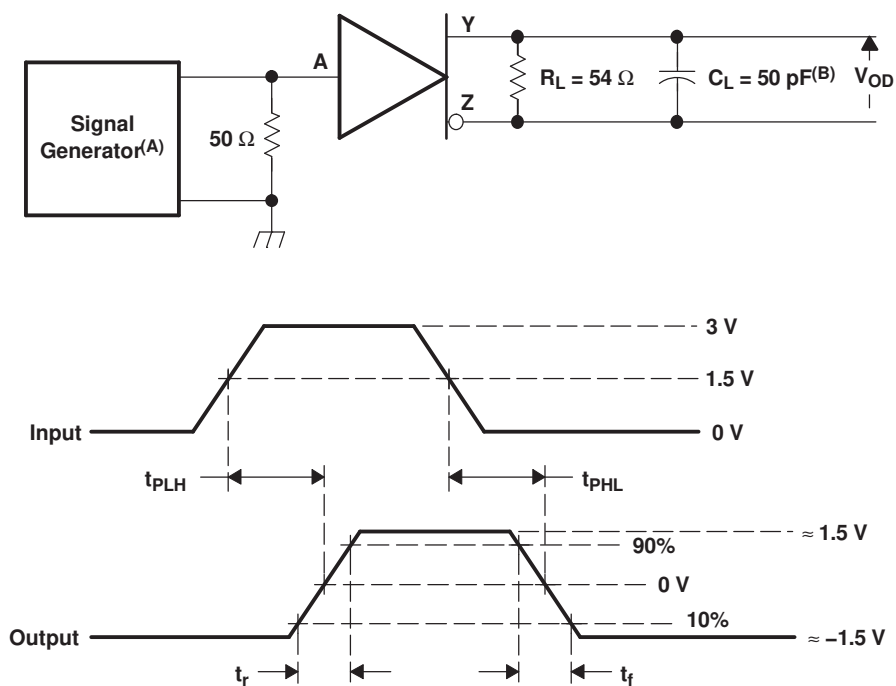 Signal
Generator(A)
50 Ω
A
Y
Z
RL = 54 Ω
CL = 50 pF(B)
VOD
3 V
1.5 V
0 V
Input
tPLH
tPHL
≈ 1.5 V
90%
0 V
10%
Output
≈ −1.5 V
tr
tf